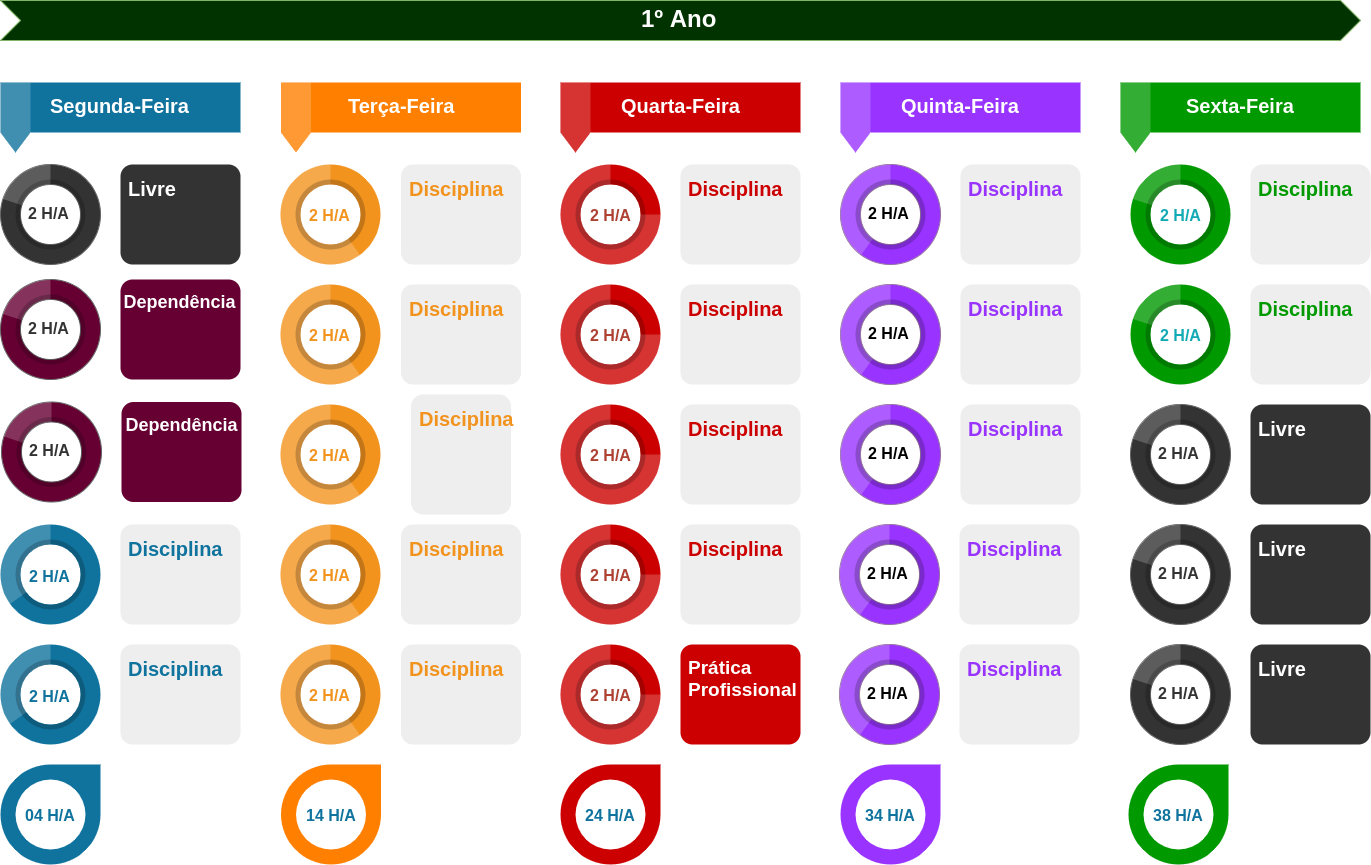 1º Ano
Segunda-Feira
Terça-Feira
Quarta-Feira
Quinta-Feira
Sexta-Feira
2 H/A
Livre
2 H/A
Disciplina
2 H/A
Disciplina
2 H/A
Disciplina
2 H/A
Disciplina
2 H/A
Dependência
2 H/A
Disciplina
2 H/A
Disciplina
2 H/A
Disciplina
2 H/A
Disciplina
2 H/A
Dependência
2 H/A
Disciplina
2 H/A
Disciplina
2 H/A
Disciplina
2 H/A
Livre
2 H/A
Disciplina
2 H/A
Disciplina
2 H/A
Disciplina
2 H/A
Disciplina
2 H/A
Livre
2 H/A
Disciplina
2 H/A
Disciplina
2 H/A
Prática
Profissional
2 H/A
Disciplina
2 H/A
Livre
04 H/A
14 H/A
24 H/A
34 H/A
38 H/A